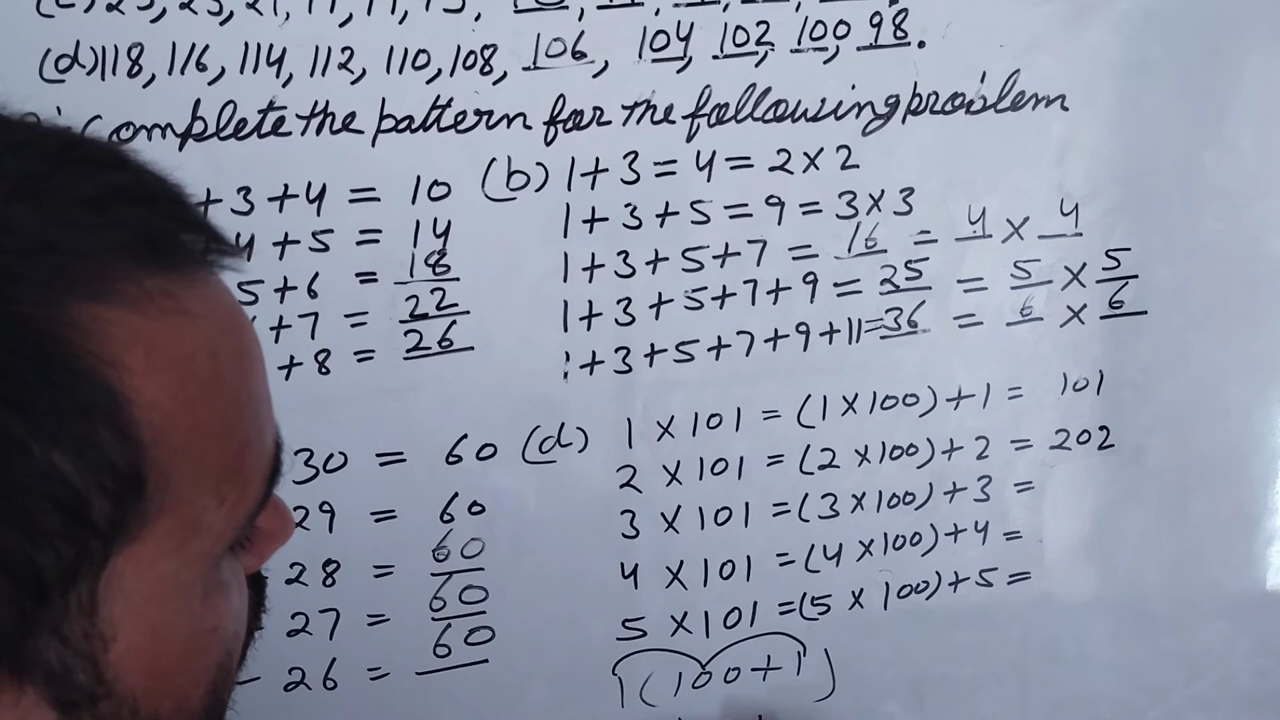 (d) 118, 116, 114, 112, 110, 108, 106, 104, 102, 100, 98.
complete the pattern for the following problem
+3+4 = 10
4+5 = 14
5+6 = 18
+7 = 22
+8 = 26
(b) 1+3 = 4 = 2×2
1+3+5 = 9 = 3×3
1+3+5+7 = 16 = 4 × 4
1+3+5+7+9 = 25 = 5 × 5
1+3+5+7+9+11=36 = 6 × 6
30 = 60
29 = 60
28 = 60
27 = 60
- 26 = 60
(d) 1 × 101 = (1×100)+1 = 101
2 × 101 = (2×100)+2 = 202
3 × 101 = (3×100)+3 =
4 × 101 = (4×100)+4 =
5 × 101 = (5 × 100)+5 =
1(100+1)